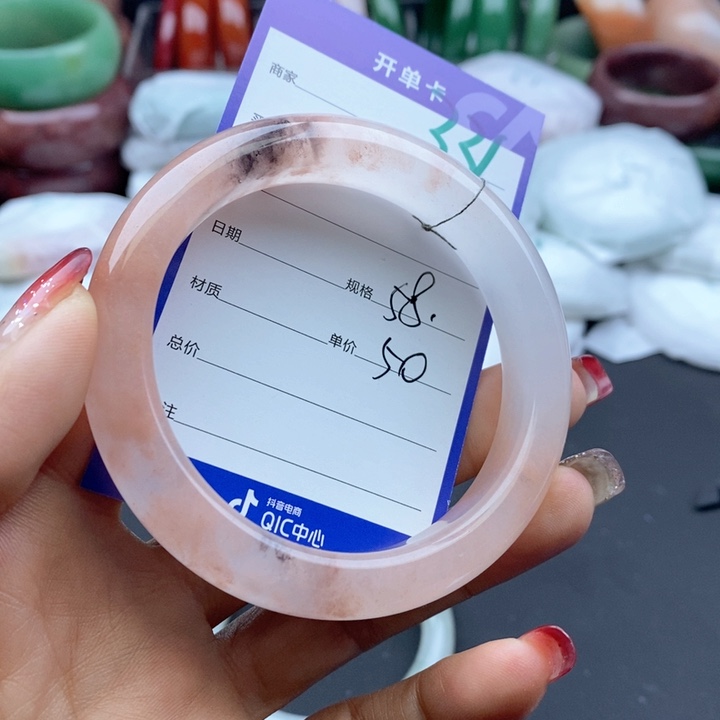 开单卡
商家
日期
规格 58.
材质
单价 50
总价
注
抖音电商
QIC中心